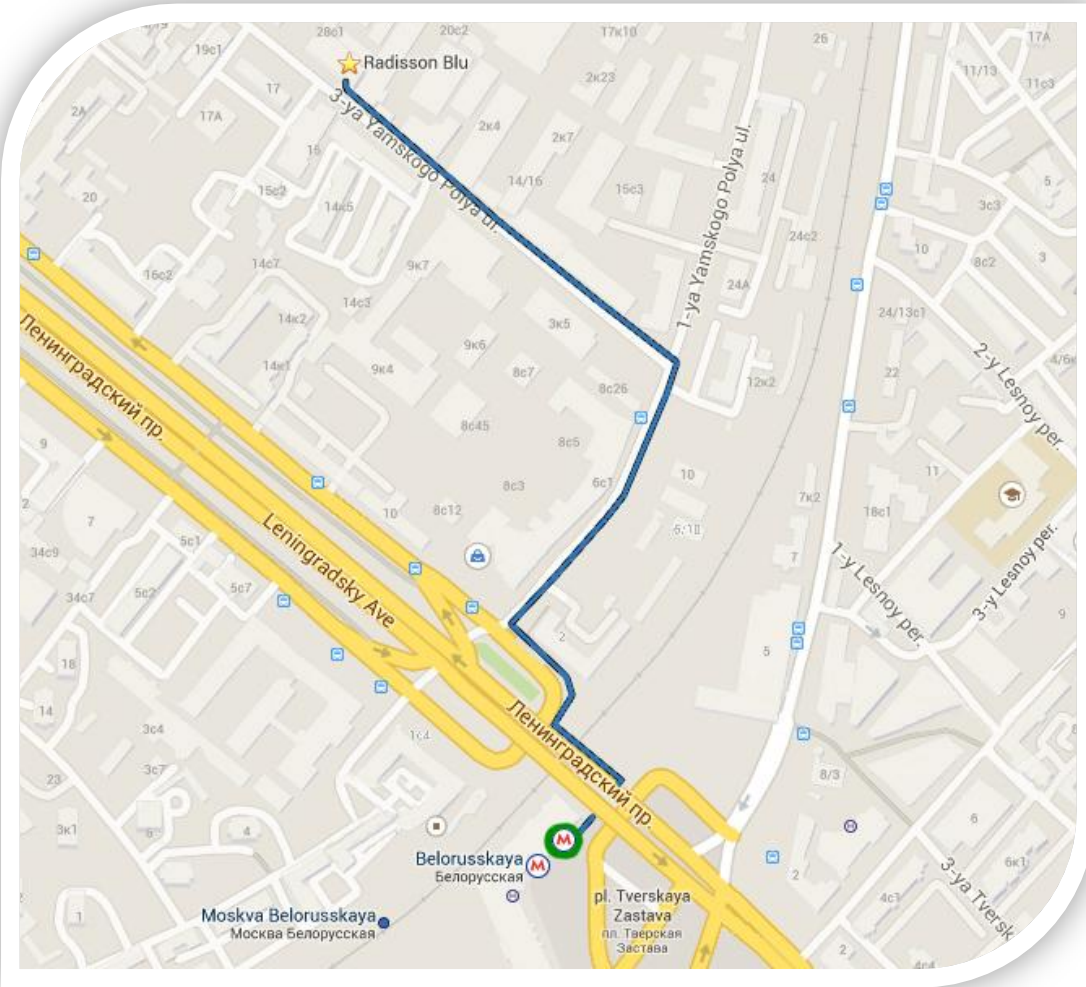 28с1
20с2
17к10
26
17А
19с1
Radisson Blu
11/13
11с3
17
2к23
2А
17А
3-ya Yamskogo Polya ul.
2к4
2к7
15
1-ya Yamskogo Polya ul.
20
15с2
14к5
14/16
15с3
24
5
3с3
24с2
10
16с2
14с7
9к7
8с2
3
24А
14с3
14к2
3к5
24/13с1
Ленинградский пр.
9к6
2-y Lesnoy per.
14к1
9к4
8с7
8с26
12к2
22
4/6к
8с45
8с5
9
11
8с3
6с1
10
7к2
2
7
10
8с12
18с1
5с1
34с9
Leningradsky Ave
7
1-y Lesnoy per.
3-y Lesnoy per.
5с7
5с2
34с7
9
2
5
18
14
Ленинградский пр.
3с4
1с4
3с7
23
8/3
3к1
6
4
6
Belorusskaya
Белорусская
2
6к1
3-ya Tversk
pl. Tverskaya
Zastava
пл. Тверская
Застава
4с1
1
Moskva Belorusskaya
Москва Белорусская
2
4с4